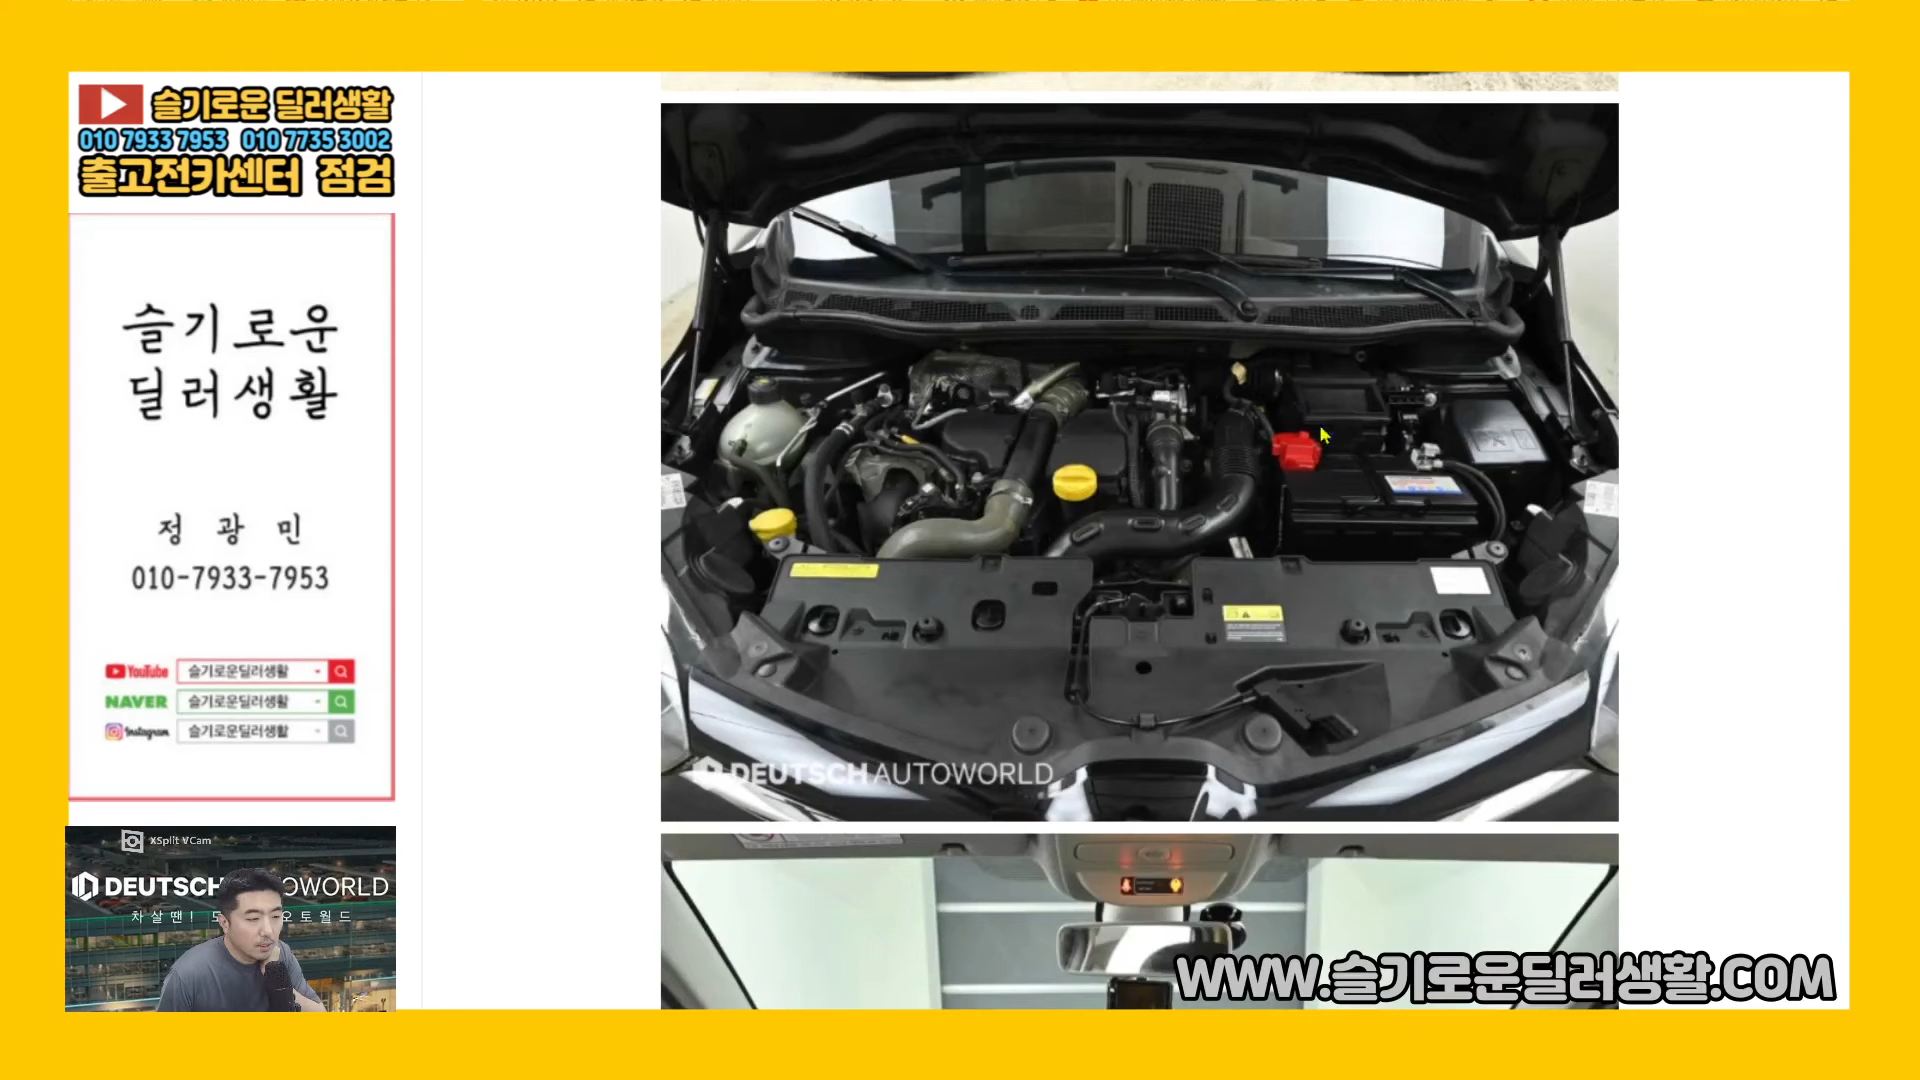 슬기로운 딜러생활
010 7933 7953 010 7735 3002
출고전카센터 점검
슬기로운
딜러생활
정광민
010-7933-7953
YouTube 슬기로운딜러생활
NAVER 슬기로운딜러생활
Instagram 슬기로운딜러생활
XSplit VCam
DEUTSCH OWORLD
차살땐! 오토월드
DEUTSCH AUTOWORLD
WWW.슬기로운딜러생활.COM